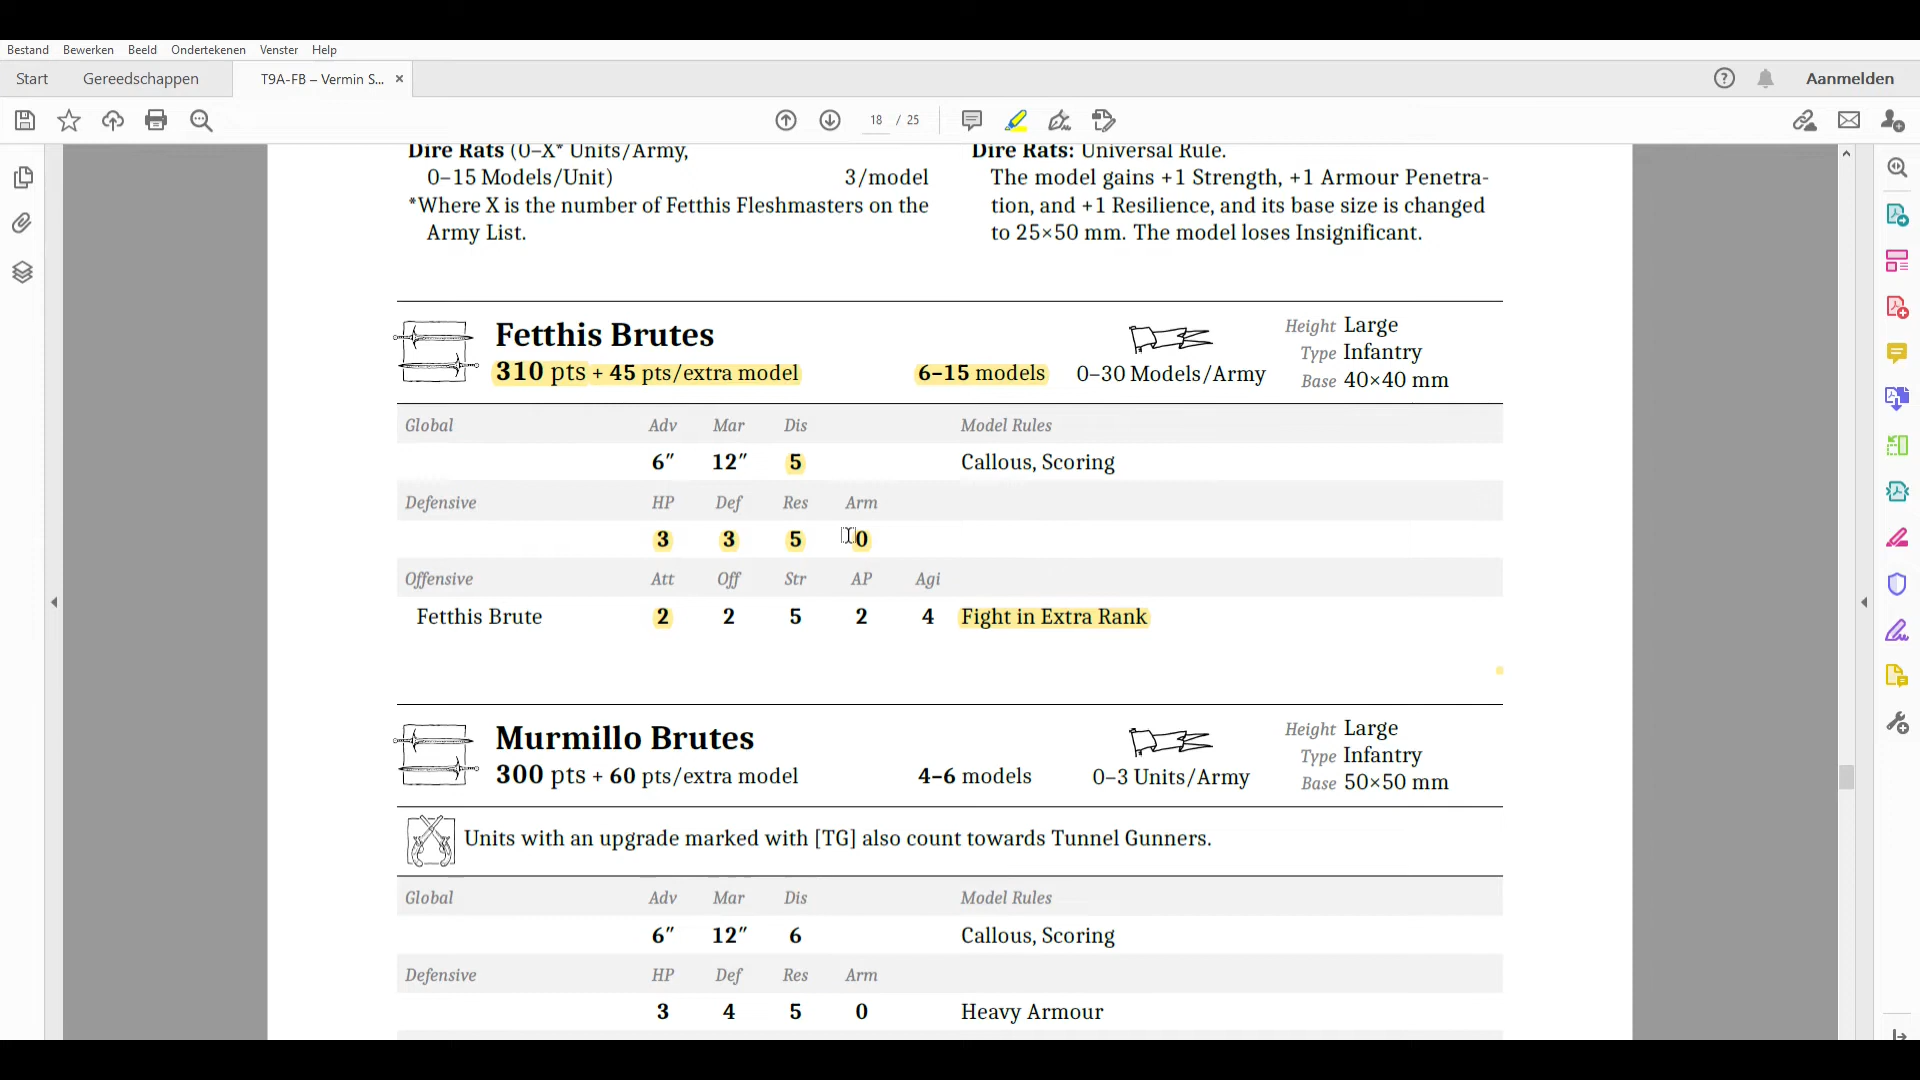 Bestand Bewerken Beeld Ondertekenen Venster Help
Start Gereedschappen T9A-FB – Vermin S... × Aanmelden
18 / 25
Dire Rats (0–X* Units/Army,
0–15 Models/Unit) 3/model
*Where X is the number of Fetthis Fleshmasters on the
Army List.
Dire Rats: Universal Rule.
The model gains +1 Strength, +1 Armour Penetra-
tion, and +1 Resilience, and its base size is changed
to 25×50 mm. The model loses Insignificant.
Fetthis Brutes
310 pts + 45 pts/extra model 6–15 models 0–30 Models/Army
Height Large
Type Infantry
Base 40×40 mm
Global Adv Mar Dis Model Rules
6″ 12″ 5 Callous, Scoring
Defensive HP Def Res Arm
3 3 5 0
Offensive Att Off Str AP Agi
Fetthis Brute 2 2 5 2 4 Fight in Extra Rank
Murmillo Brutes
300 pts + 60 pts/extra model 4–6 models 0–3 Units/Army
Height Large
Type Infantry
Base 50×50 mm
Units with an upgrade marked with [TG] also count towards Tunnel Gunners.
Global Adv Mar Dis Model Rules
6″ 12″ 6 Callous, Scoring
Defensive HP Def Res Arm
3 4 5 0 Heavy Armour